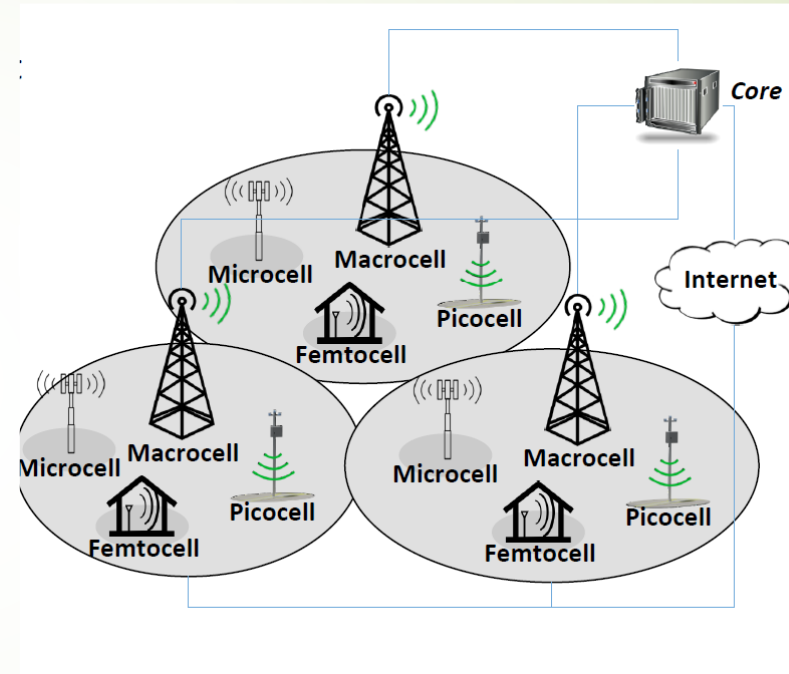 :
Core
Microcell
Macrocell
Internet
Picocell
Femtocell
Microcell
Macrocell
Picocell
Femtocell
Microcell
Macrocell
Picocell
Femtocell